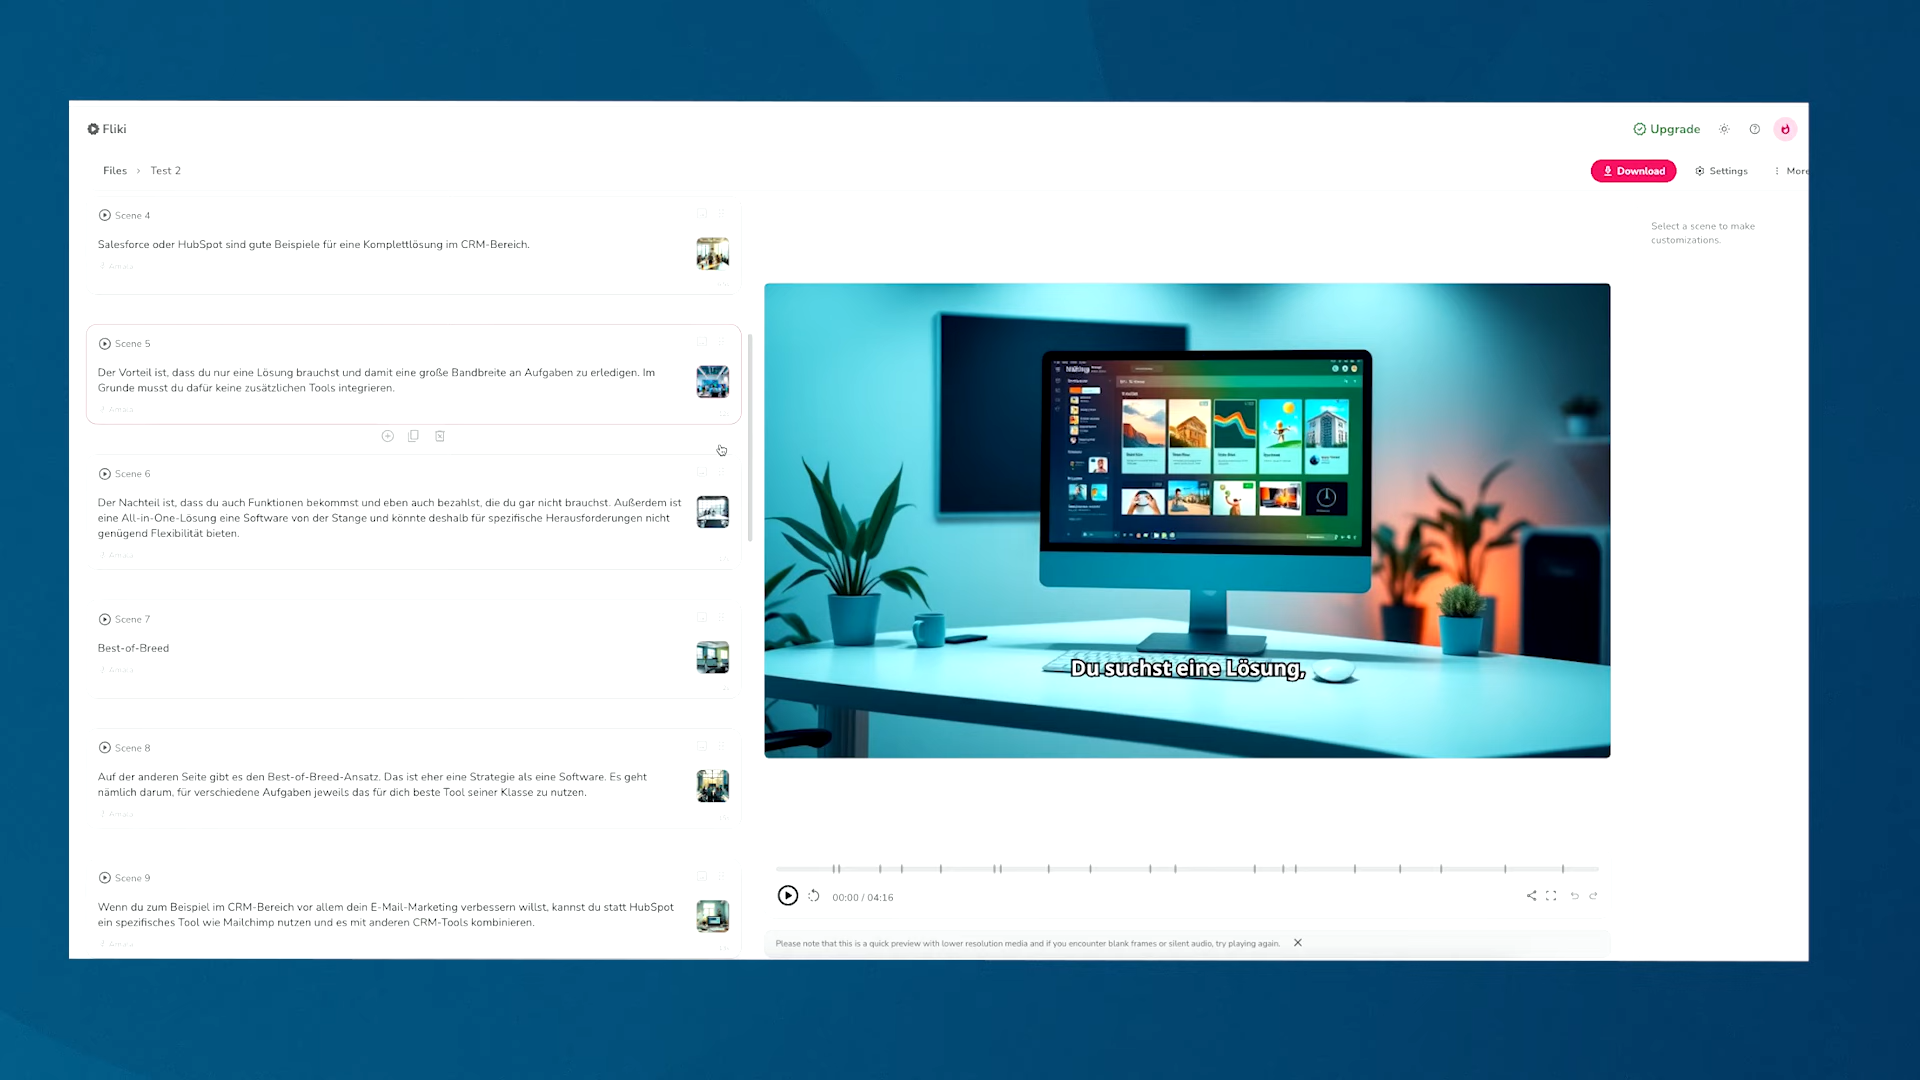 Fliki
Upgrade
Files › Test 2
Download
Settings
More
Scene 4
Salesforce oder HubSpot sind gute Beispiele für eine Komplettlösung im CRM-Bereich.
Scene 5
Der Vorteil ist, dass du nur eine Lösung brauchst und damit eine große Bandbreite an Aufgaben zu erledigen. Im
Grunde musst du dafür keine zusätzlichen Tools integrieren.
Scene 6
Der Nachteil ist, dass du auch Funktionen bekommst und eben auch bezahlst, die du gar nicht brauchst. Außerdem ist
eine All-in-One-Lösung eine Software von der Stange und könnte deshalb für spezifische Herausforderungen nicht
genügend Flexibilität bieten.
Scene 7
Best-of-Breed
Scene 8
Auf der anderen Seite gibt es den Best-of-Breed-Ansatz. Das ist eher eine Strategie als eine Software. Es geht
nämlich darum, für verschiedene Aufgaben jeweils das für dich beste Tool seiner Klasse zu nutzen.
Scene 9
Wenn du zum Beispiel im CRM-Bereich vor allem dein E-Mail-Marketing verbessern willst, kannst du statt HubSpot
ein spezifisches Tool wie Mailchimp nutzen und es mit anderen CRM-Tools kombinieren.
Select a scene to make
customizations.
Du suchst eine Lösung,
00:00 / 04:16
Please note that this is a quick preview with lower resolution media and if you encounter blank frames or silent audio, try playing again.